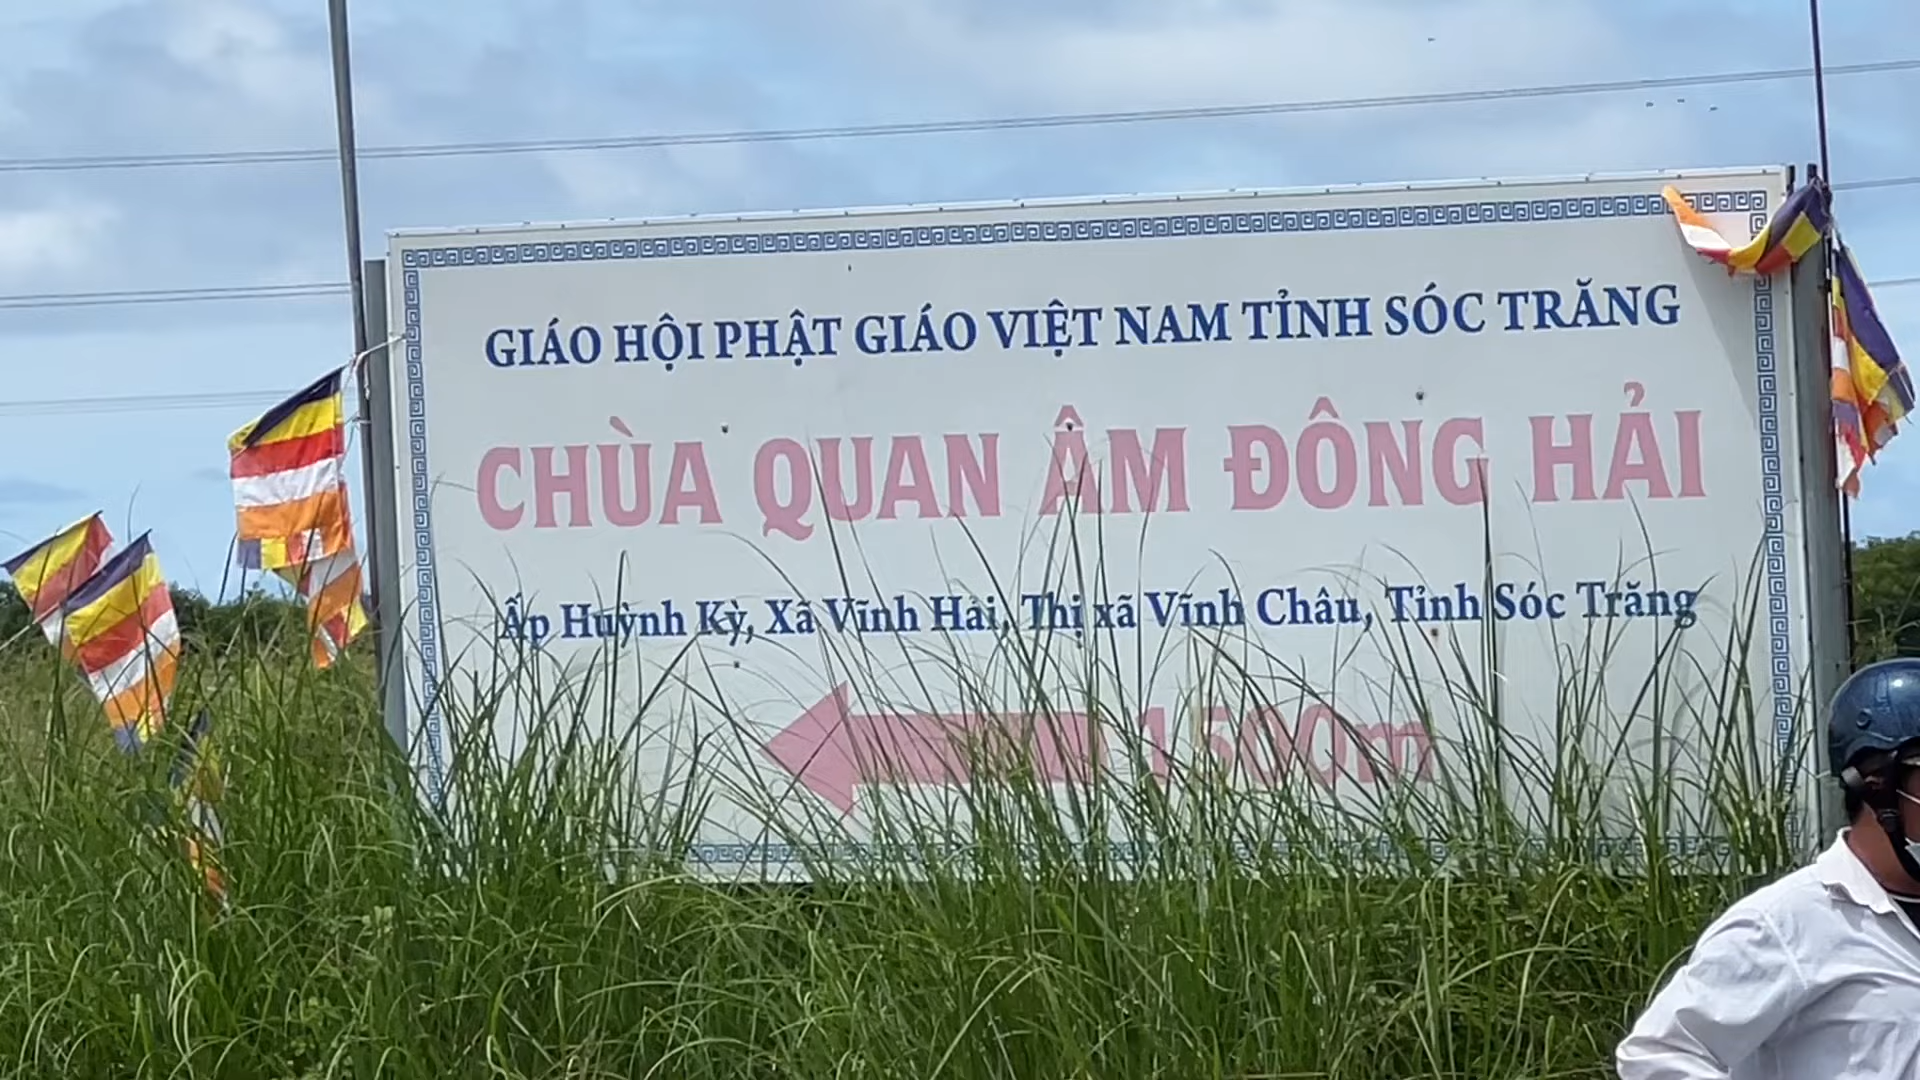 GIÁO HỘI PHẬT GIÁO VIỆT NAM TỈNH SÓC TRĂNG
CHÙA QUAN ÂM ĐÔNG HẢI
Ấp Huỳnh Kỳ, Xã Vĩnh Hải, Thị xã Vĩnh Châu, Tỉnh Sóc Trăng
1500m